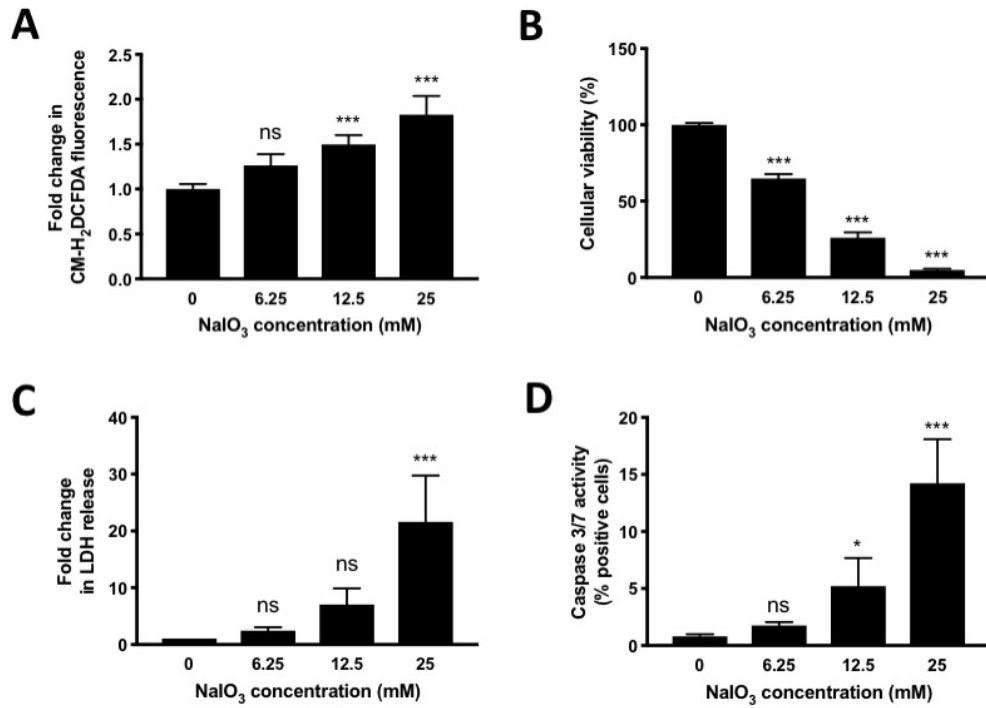 A
Fold change in
CM-H₂DCFDA fluorescence
2.5
2.0
1.5
1.0
0.5
0.0
ns
***
***
0 6.25 12.5 25
NaIO₃ concentration (mM)
B
Cellular viability (%)
150
100
50
0
***
***
***
0 6.25 12.5 25
NaIO₃ concentration (mM)
C
Fold change
in LDH release
40
30
20
10
0
ns
ns
***
0 6.25 12.5 25
NaIO₃ concentration (mM)
D
Caspase 3/7 activity
(% positive cells)
20
15
10
5
0
ns
*
***
0 6.25 12.5 25
NaIO₃ concentration (mM)